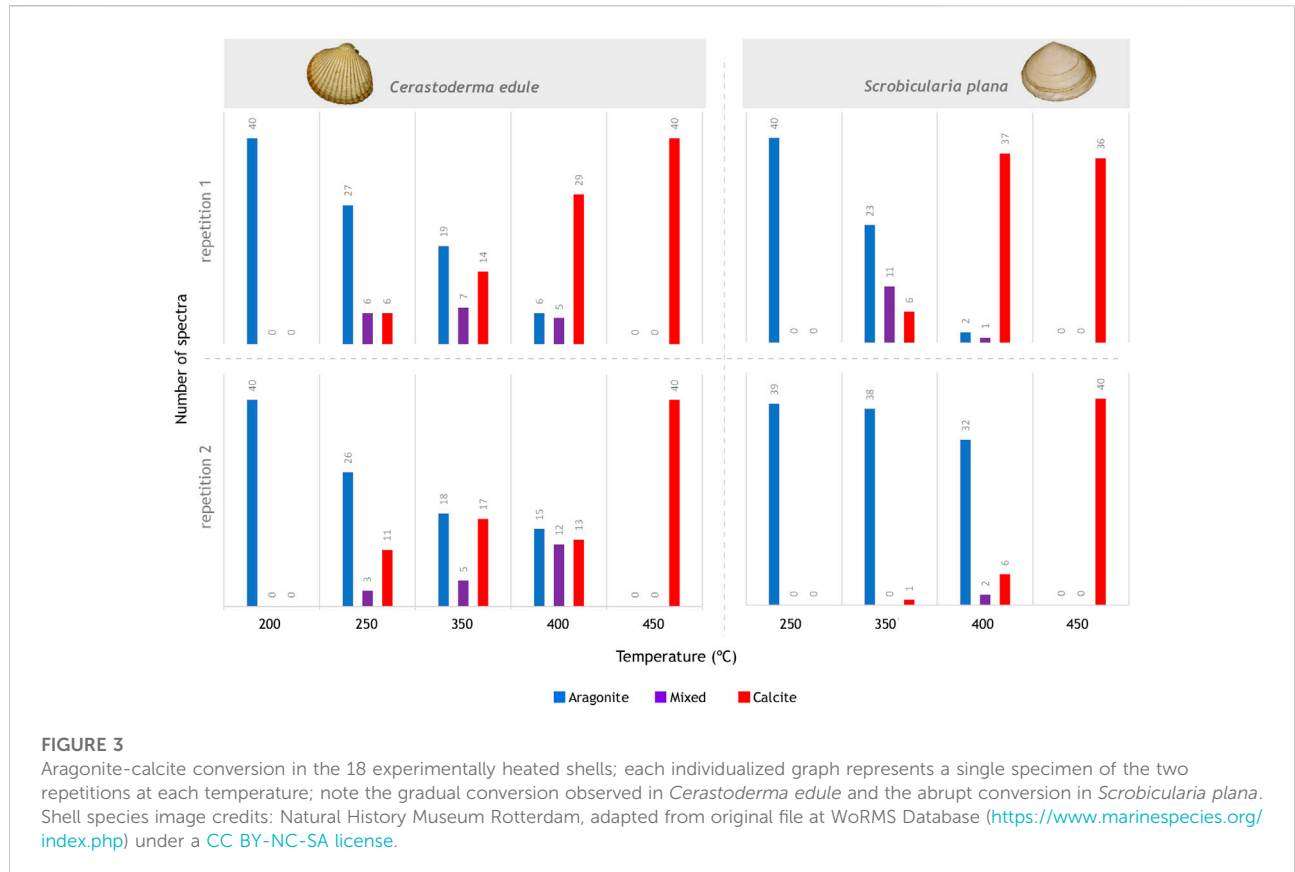 Cerastoderma edule
Scrobicularia plana
Number of spectra
repetition 1
40 0 0 27 6 6 19 7 14 6 5 29 0 0 40
40 0 0 23 11 6 2 1 37 0 0 36
repetition 2
40 0 0 26 3 11 18 5 17 15 12 13 0 0 40
39 0 0 38 0 1 32 2 6 0 0 40
200 250 350 400 450
250 350 400 450
Temperature (ºC)
Aragonite Mixed Calcite
FIGURE 3
Aragonite-calcite conversion in the 18 experimentally heated shells; each individualized graph represents a single specimen of the two
repetitions at each temperature; note the gradual conversion observed in Cerastoderma edule and the abrupt conversion in Scrobicularia plana.
Shell species image credits: Natural History Museum Rotterdam, adapted from original file at WoRMS Database (https://www.marinespecies.org/
index.php) under a CC BY-NC-SA license.